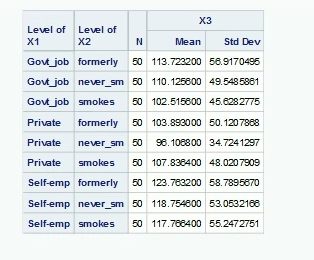 Level of X1 Level of X2 N X3
Mean Std Dev
Govt_job formerly 50 113.723200 56.9170495
Govt_job never_sm 50 110.125600 49.5485861
Govt_job smokes 50 102.515600 45.6282775
Private formerly 50 103.893000 50.1207868
Private never_sm 50 96.106800 34.7241297
Private smokes 50 107.836400 48.0207909
Self-emp formerly 50 123.763200 58.7895670
Self-emp never_sm 50 118.754600 53.0532166
Self-emp smokes 50 117.766400 55.2472751